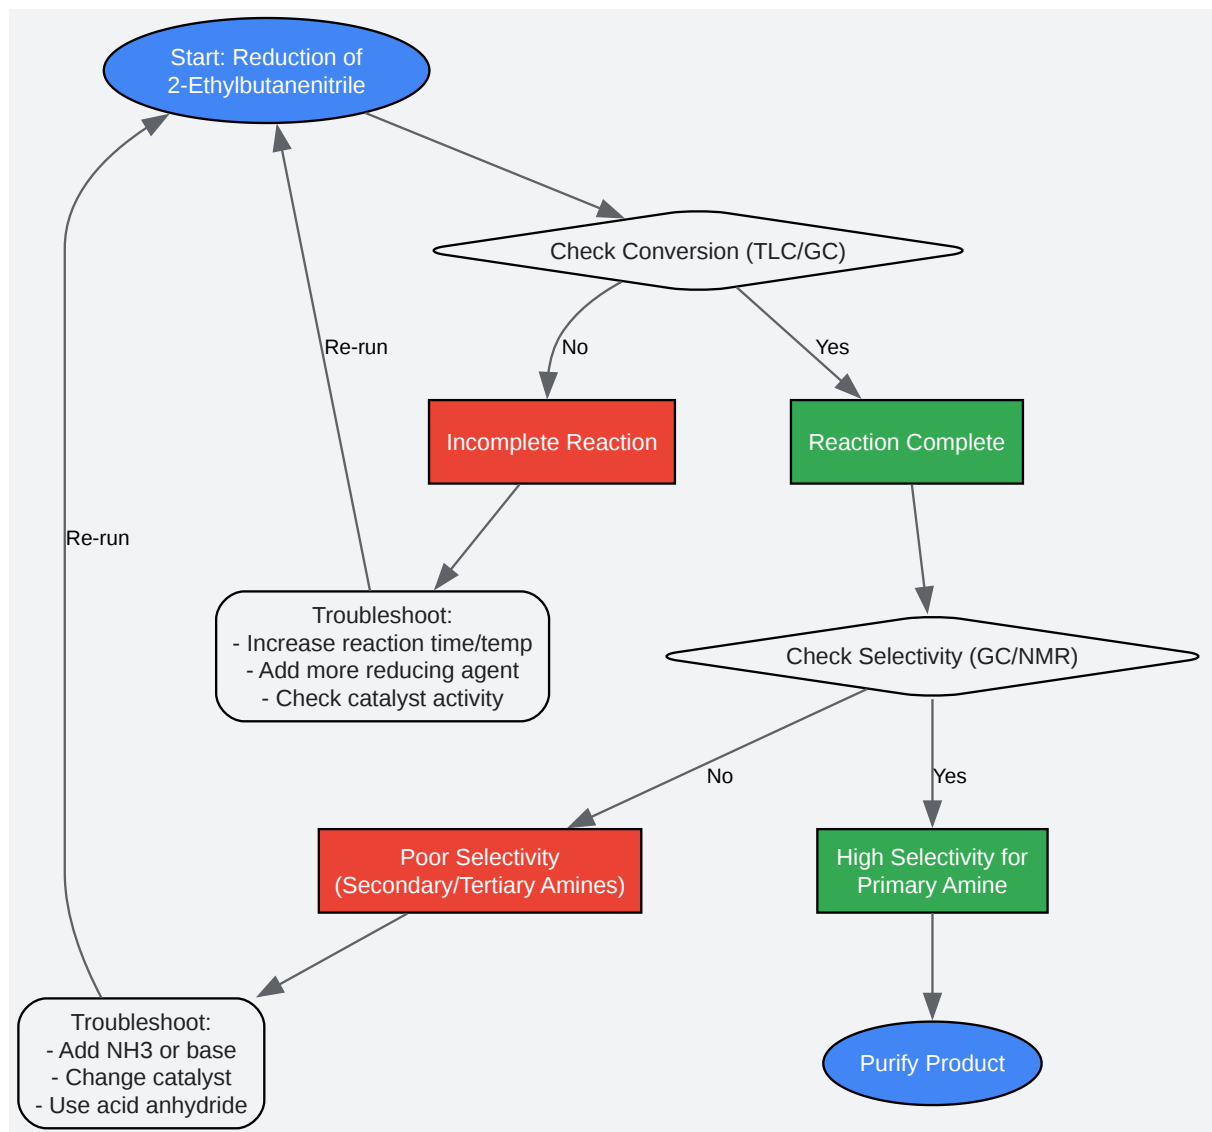 Start: Reduction of
2-Ethylbutanenitrile
Check Conversion (TLC/GC)
Re-run
No
Yes
Incomplete Reaction
Reaction Complete
Re-run
Troubleshoot:
- Increase reaction time/temp
- Add more reducing agent
- Check catalyst activity
Check Selectivity (GC/NMR)
No
Yes
Poor Selectivity
(Secondary/Tertiary Amines)
High Selectivity for
Primary Amine
Troubleshoot:
- Add NH3 or base
- Change catalyst
- Use acid anhydride
Purify Product